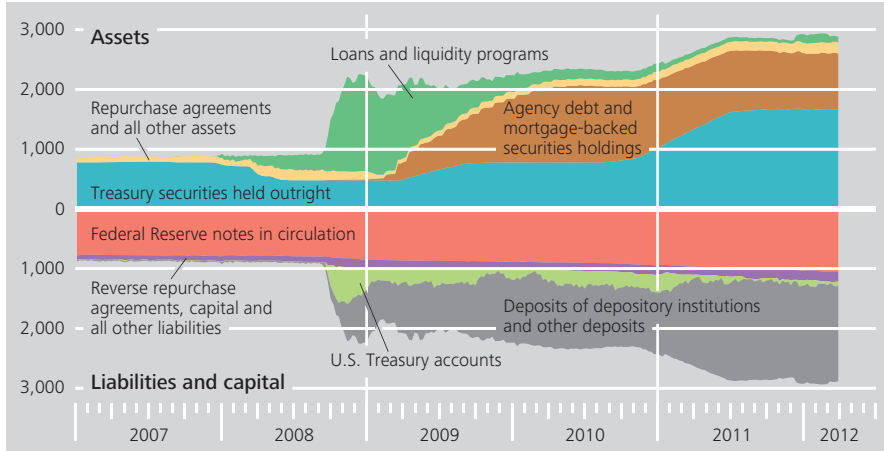 3,000
Assets
Loans and liquidity programs
2,000
Repurchase agreements
and all other assets
Agency debt and
mortgage-backed
securities holdings
1,000
Treasury securities held outright
0
Federal Reserve notes in circulation
1,000
Reverse repurchase
agreements, capital and
all other liabilities
Deposits of depository institutions
and other deposits
2,000
U.S. Treasury accounts
3,000
Liabilities and capital
2007
2008
2009
2010
2011
2012